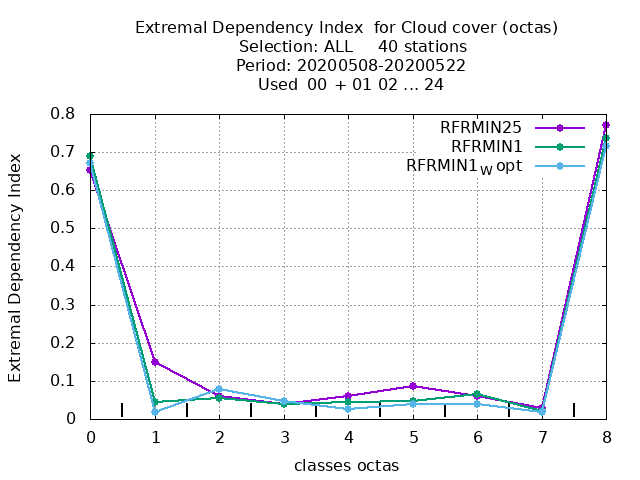 Extremal Dependency Index  for Cloud cover (octas)
Selection: ALL     40 stations
Period: 20200508-20200522
Used  00 + 01 02 ... 24
RFRMIN25
RFRMIN1
RFRMIN1W opt
Extremal Dependency Index
0.8
0.7
0.6
0.5
0.4
0.3
0.2
0.1
0
0 1 2 3 4 5 6 7 8
classes octas